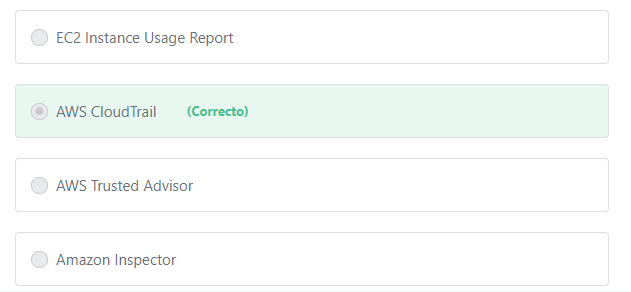 EC2 Instance Usage Report
AWS CloudTrail (Correcto)
AWS Trusted Advisor
Amazon Inspector